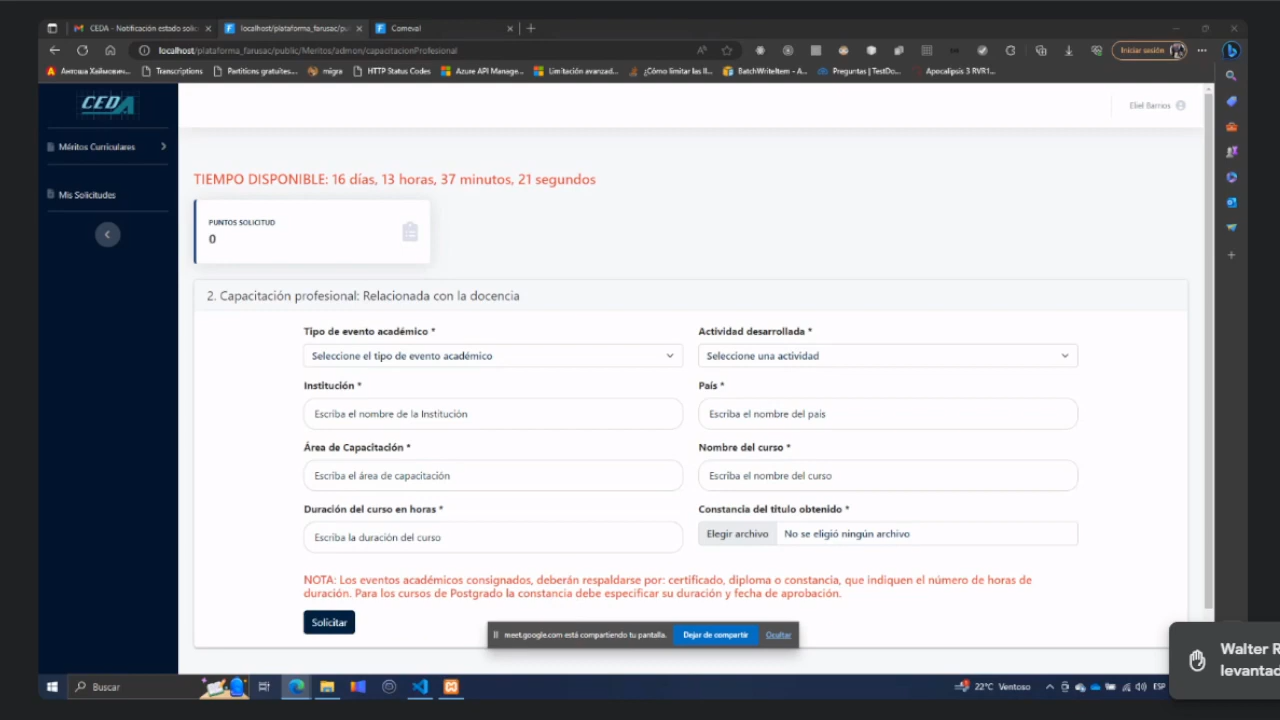 CEDA - Notificación estado solic
localhost/plataforma_farusac/pu
Comeval
localhost/plataforma_farusac/public/Meritos/admon/capacitacionProfesional
Iniciar sesión
Transcriptions
Partitions gratuites...
migra
HTTP Status Codes
Azure API Manage...
Limitación avanzad...
¿Cómo limitar las ll...
BatchWriteItem - A...
Preguntas | TestDo...
Apocalipsis 3 RVR1...
CEDA
Eliel Barrios
Méritos Curriculares
Mis Solicitudes
TIEMPO DISPONIBLE: 16 días, 13 horas, 37 minutos, 21 segundos
PUNTOS SOLICITUD
0
2. Capacitación profesional: Relacionada con la docencia
Tipo de evento académico *
Actividad desarrollada *
Seleccione el tipo de evento académico
Seleccione una actividad
Institución *
País *
Escriba el nombre de la Institución
Escriba el nombre del país
Área de Capacitación *
Nombre del curso *
Escriba el área de capacitación
Escriba el nombre del curso
Duración del curso en horas *
Constancia del titulo obtenido *
Escriba la duración del curso
Elegir archivo
No se eligió ningún archivo
NOTA: Los eventos académicos consignados, deberán respaldarse por: certificado, diploma o constancia, que indiquen el número de horas de
duración. Para los cursos de Postgrado la constancia debe especificar su duración y fecha de aprobación.
Solicitar
meet.google.com está compartiendo tu pantalla.
Dejar de compartir
Ocultar
Walter R
levantad
Buscar
22°C Ventoso
ESP